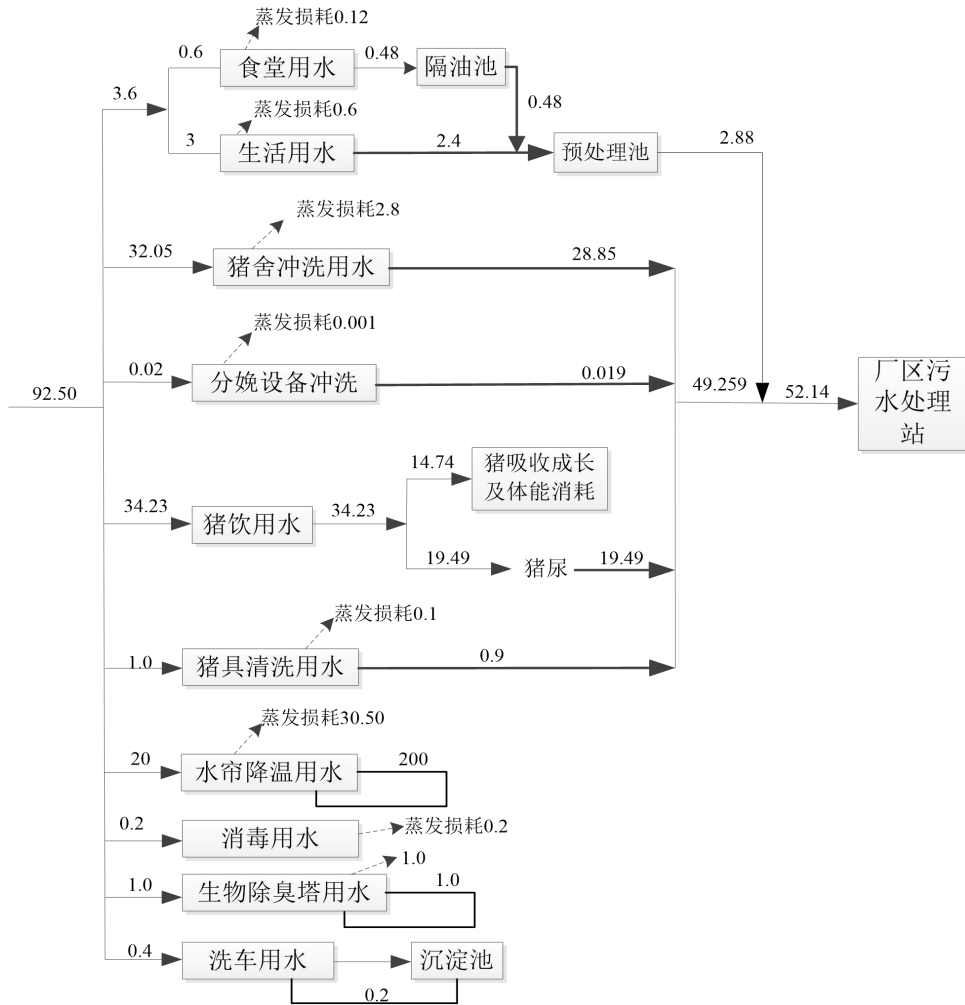 蒸发损耗0.12
0.6
食堂用水
0.48
隔油池
3.6
蒸发损耗0.6
0.48
3
生活用水
2.4
预处理池
2.88
蒸发损耗2.8
32.05
猪舍冲洗用水
28.85
蒸发损耗0.001
0.02
分娩设备冲洗
0.019
92.50
49.259
52.14
厂区污
水处理
站
14.74
猪吸收成长
及体能消耗
34.23
猪饮用水
34.23
19.49
猪尿
19.49
蒸发损耗0.1
1.0
猪具清洗用水
0.9
蒸发损耗30.50
20
水帘降温用水
200
0.2
消毒用水
蒸发损耗0.2
1.0
1.0
生物除臭塔用水
1.0
0.4
洗车用水
沉淀池
0.2